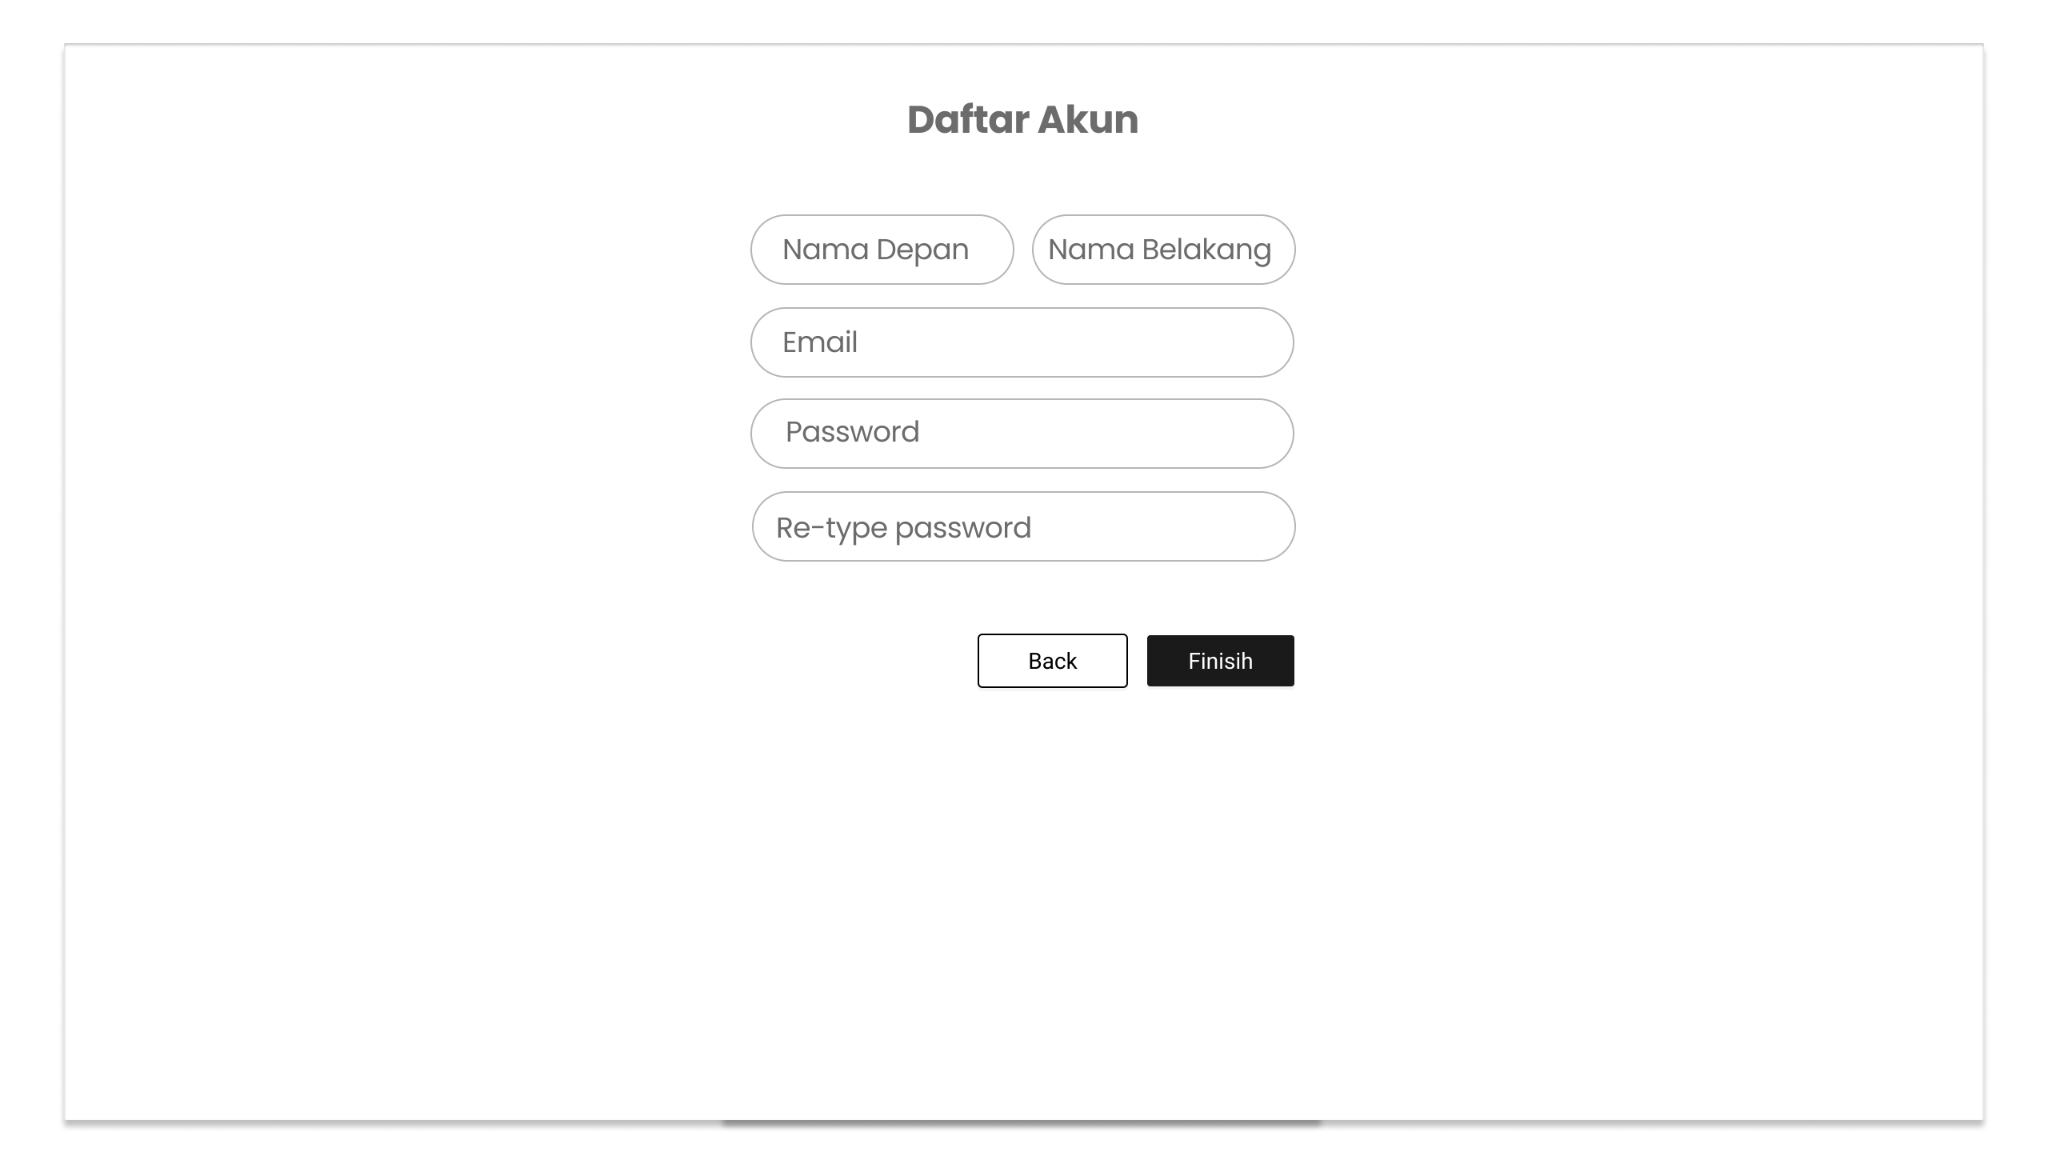 Daftar Akun
Nama Depan Nama Belakang
Email
Password
Re-type password
Back Finisih